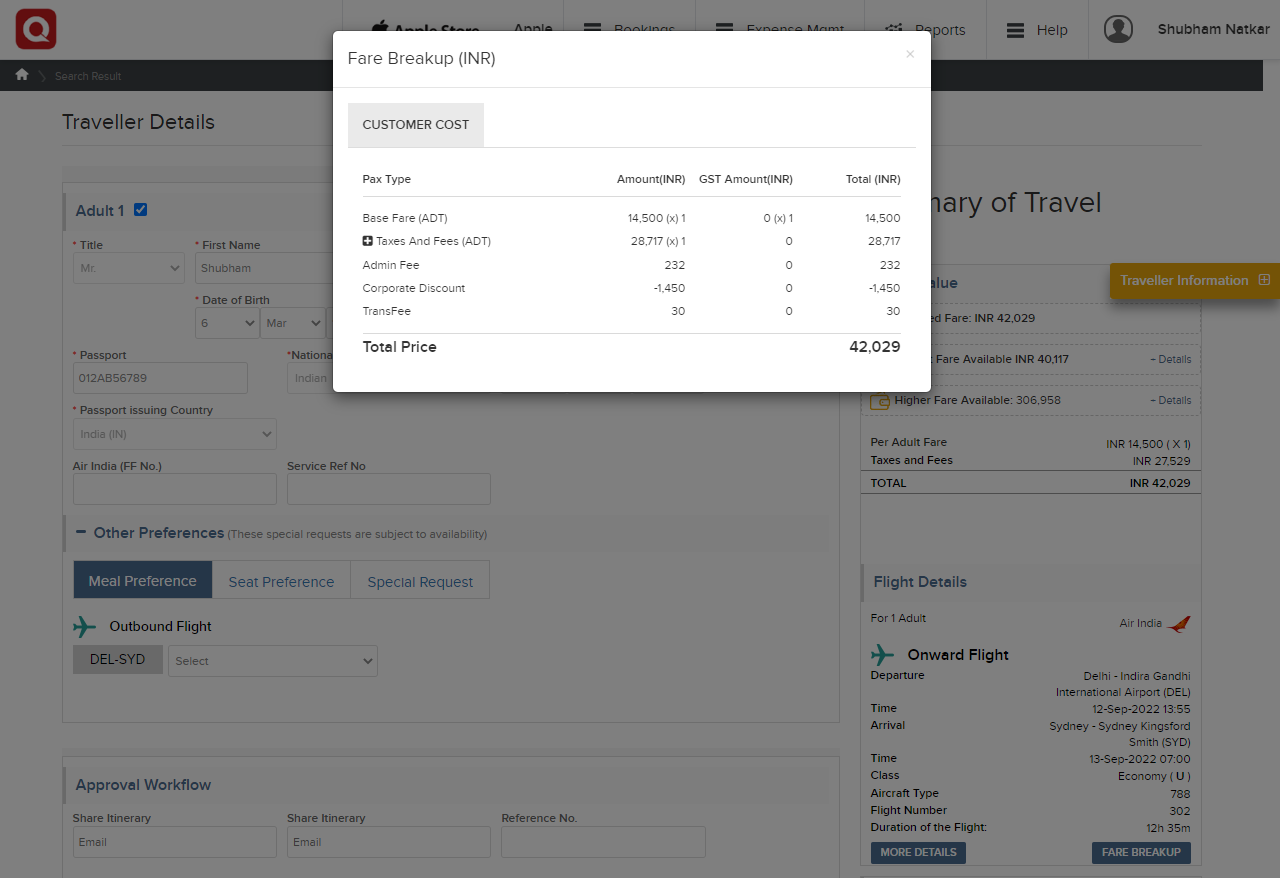 Apple Store
Apple
Bookings
Expense Mgmt
Reports
Help
Shubham Natkar
Search Result
Fare Breakup (INR)
×
CUSTOMER COST
Pax Type Amount(INR) GST Amount(INR) Total (INR)
Base Fare (ADT) 14,500 (x) 1 0 (x) 1 14,500
Taxes And Fees (ADT) 28,717 (x) 1 0 28,717
Admin Fee 232 0 232
Corporate Discount -1,450 0 -1,450
TransFee 30 0 30
Total Price 42,029
Traveller Details
Adult 1
* Title * First Name
Mr. Shubham
* Date of Birth
6 Mar
* Passport
012AB56789 Indian
* Passport issuing Country
India (IN)
Air India (FF No.) Service Ref No
Other Preferences (These special requests are subject to availability)
Meal Preference Seat Preference Special Request
Outbound Flight
DEL-SYD Select
Approval Workflow
Share Itinerary Share Itinerary Reference No.
Email Email
of Travel
Traveller Information
Fare: INR 42,029
Fare Available INR 40,117 - Details
Higher Fare Available: 306,958 - Details
Per Adult Fare INR 14,500 ( X 1)
Taxes and Fees INR 27,529
TOTAL INR 42,029
Flight Details
For 1 Adult Air India
Onward Flight
Departure Delhi - Indira Gandhi
International Airport (DEL)
Time 12-Sep-2022 13:55
Arrival Sydney - Sydney Kingsford
Smith (SYD)
Time 13-Sep-2022 07:00
Class Economy ( U )
Aircraft Type 788
Flight Number 302
Duration of the Flight: 12h 35m
MORE DETAILS FARE BREAKUP